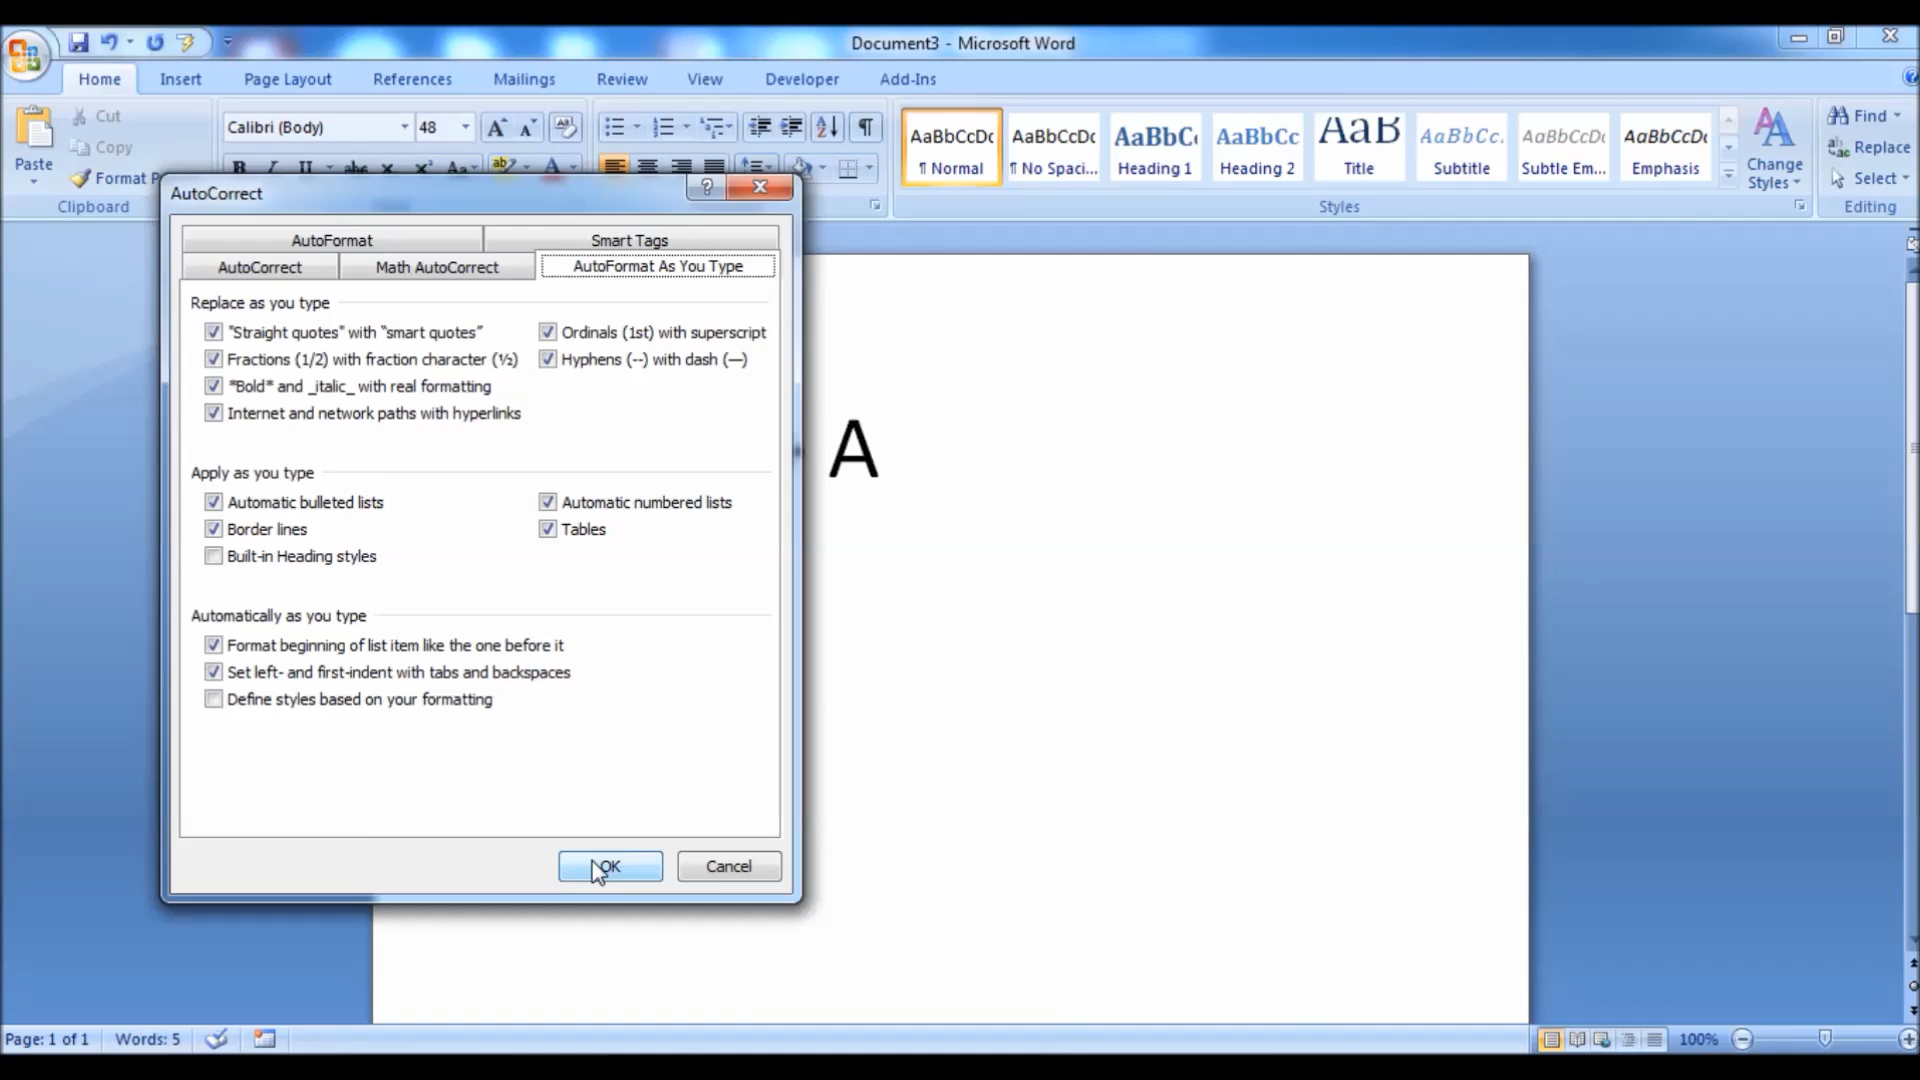 Document3 - Microsoft Word
Home Insert Page Layout References Mailings Review View Developer Add-Ins
Paste
Cut
Copy
Format P
Clipboard
Calibri (Body) 48
AaBbCcDc AaBbCcDc AaBbC AaBbCc AaB AaBbCc. AaBbCcDc AaBbCcDc
¶ Normal ¶ No Spaci... Heading 1 Heading 2 Title Subtitle Subtle Em... Emphasis
Change
Styles
Styles
Find
Replace
Select
Editing
AutoCorrect
AutoFormat Smart Tags
AutoCorrect Math AutoCorrect AutoFormat As You Type
Replace as you type
"Straight quotes" with “smart quotes” Ordinals (1st) with superscript
Fractions (1/2) with fraction character (½) Hyphens (--) with dash (—)
*Bold* and _italic_ with real formatting
Internet and network paths with hyperlinks
Apply as you type
Automatic bulleted lists Automatic numbered lists
Border lines Tables
Built-in Heading styles
Automatically as you type
Format beginning of list item like the one before it
Set left- and first-indent with tabs and backspaces
Define styles based on your formatting
OK Cancel
A
Page: 1 of 1 Words: 5 100%